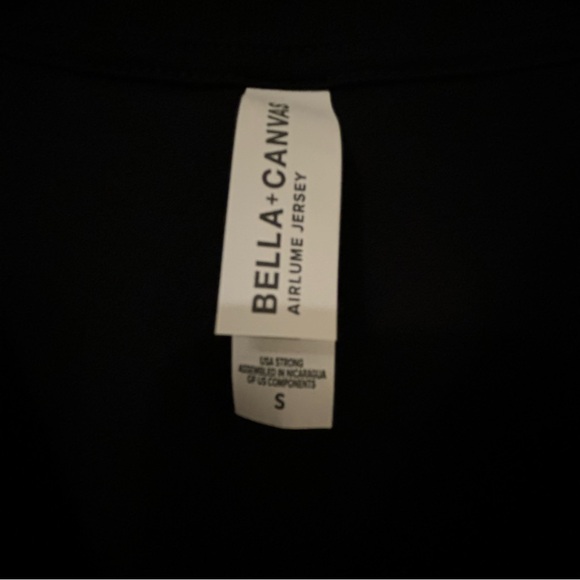 BELLA+CANVAS
AIRLUME JERSEY
USA STRONG
ASSEMBLED IN NICARAGUA
OF US COMPONENTS
S